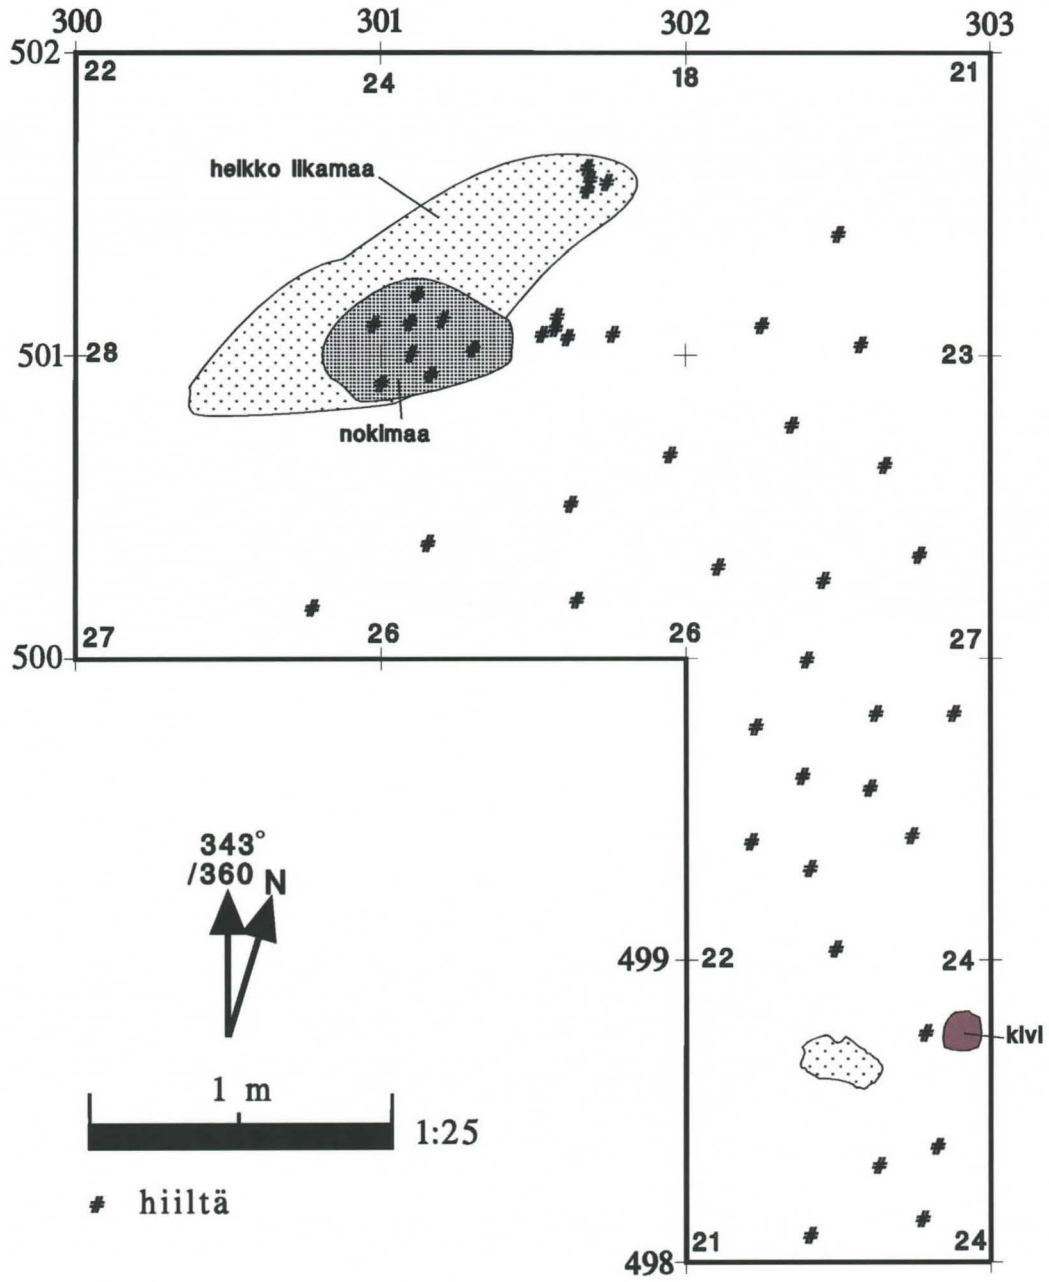 300 301 302 303
502
22 24 18 21
heikko likamaa
501 28 23
nokimaa
27 26 26 27
500
343°
/360 N
499 22 24
kivi
1 m
1:25
# hiiltä
21 24
498